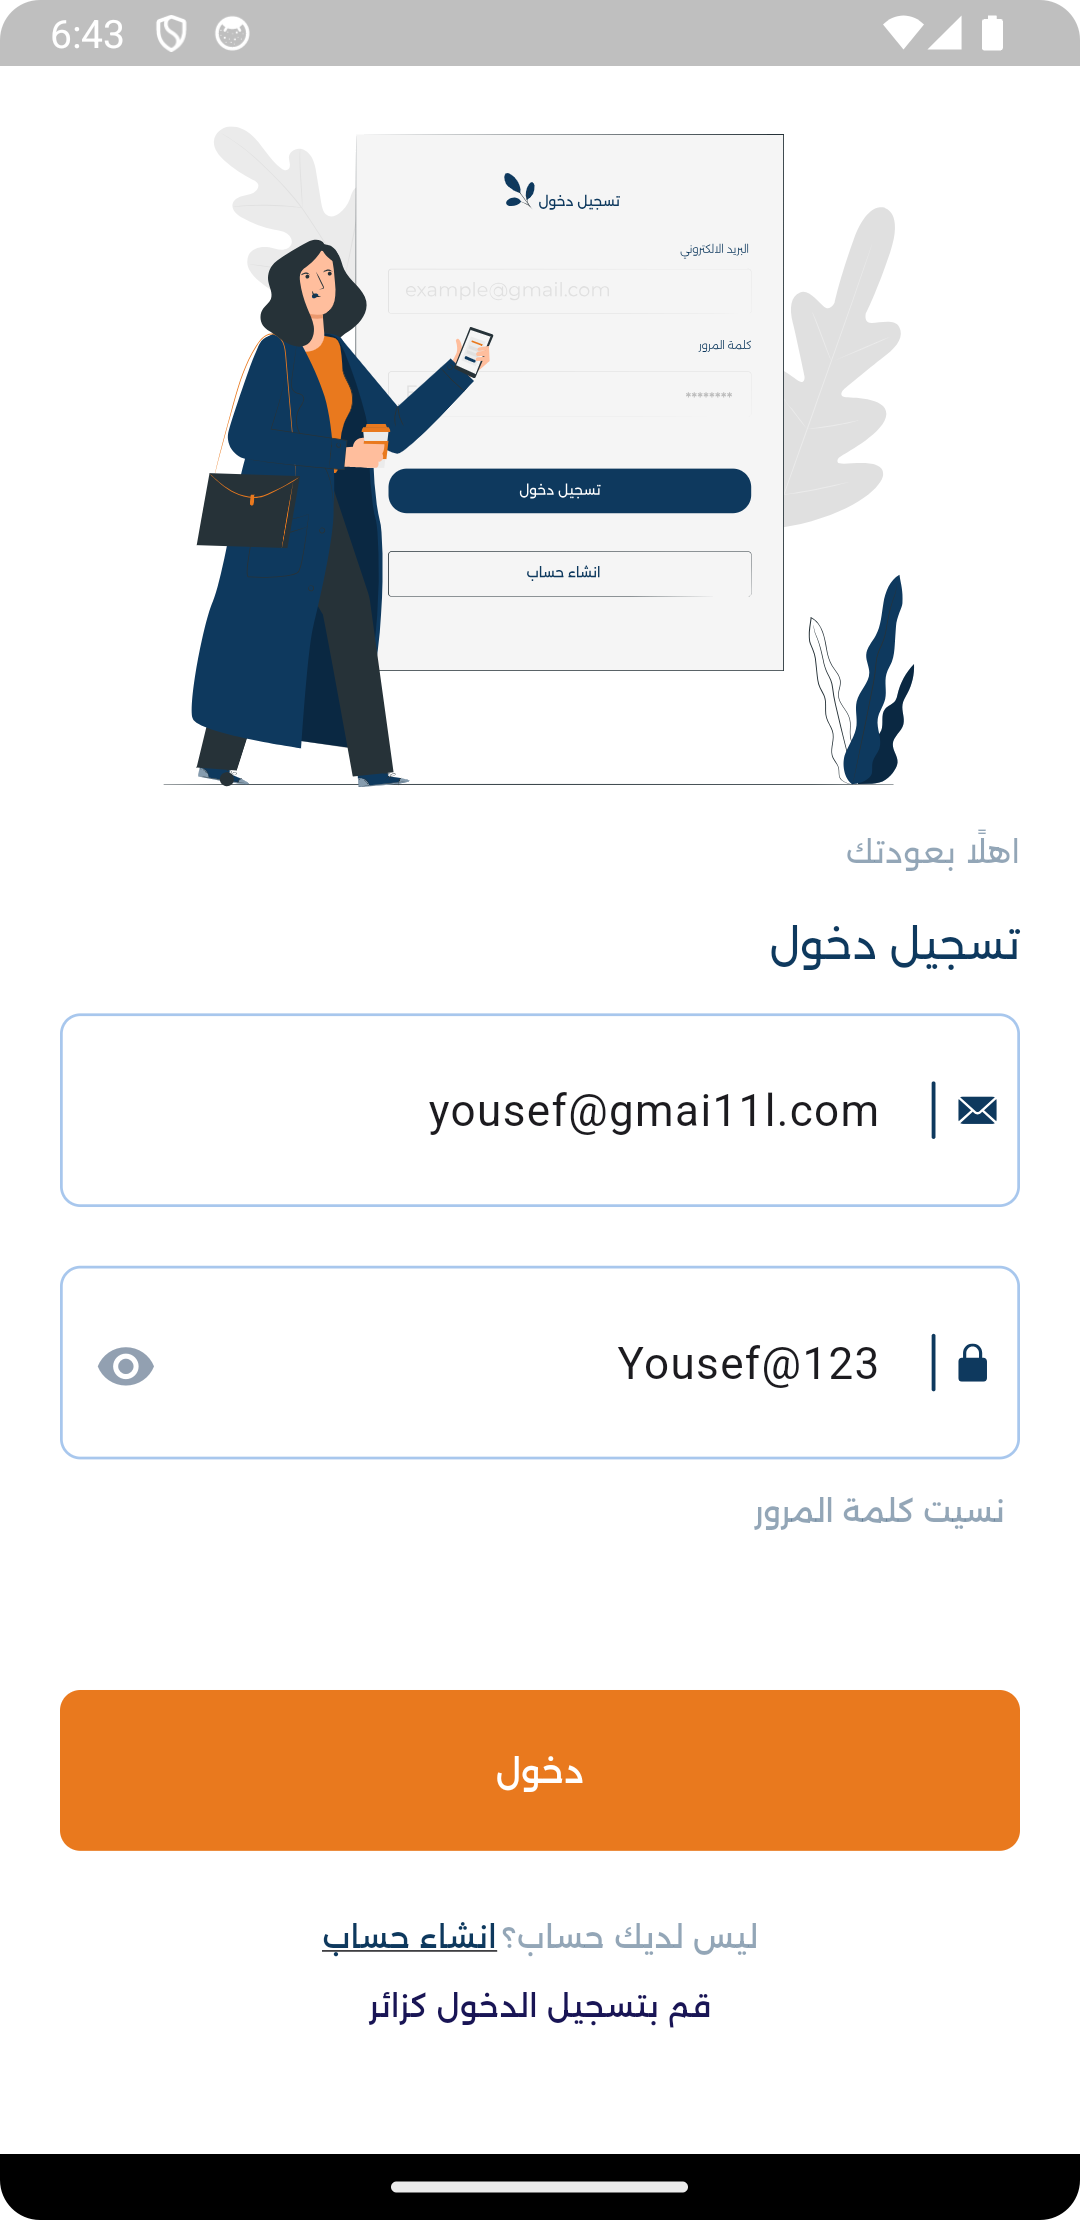 6:43
تسجيل دخول
البريد الالكتروني
example@gmail.com
كلمة المرور
********
تسجيل دخول
انشاء حساب
اهلًا بعودتك
تسجيل دخول
yousef@gmai11l.com
Yousef@123
نسيت كلمة المرور
دخول
ليس لديك حساب؟ انشاء حساب
قم بتسجيل الدخول كزائر